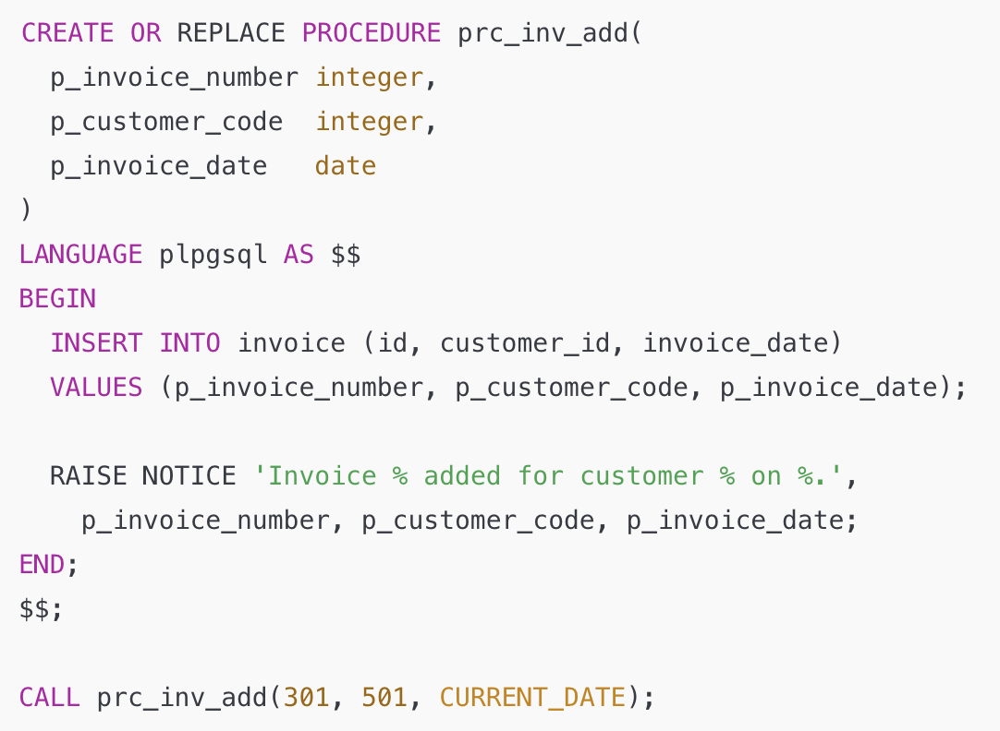 CREATE OR REPLACE PROCEDURE prc_inv_add(
  p_invoice_number integer,
  p_customer_code  integer,
  p_invoice_date   date
)
LANGUAGE plpgsql AS $$
BEGIN
  INSERT INTO invoice (id, customer_id, invoice_date)
  VALUES (p_invoice_number, p_customer_code, p_invoice_date);

  RAISE NOTICE 'Invoice % added for customer % on %.',
    p_invoice_number, p_customer_code, p_invoice_date;
END;
$$;

CALL prc_inv_add(301, 501, CURRENT_DATE);